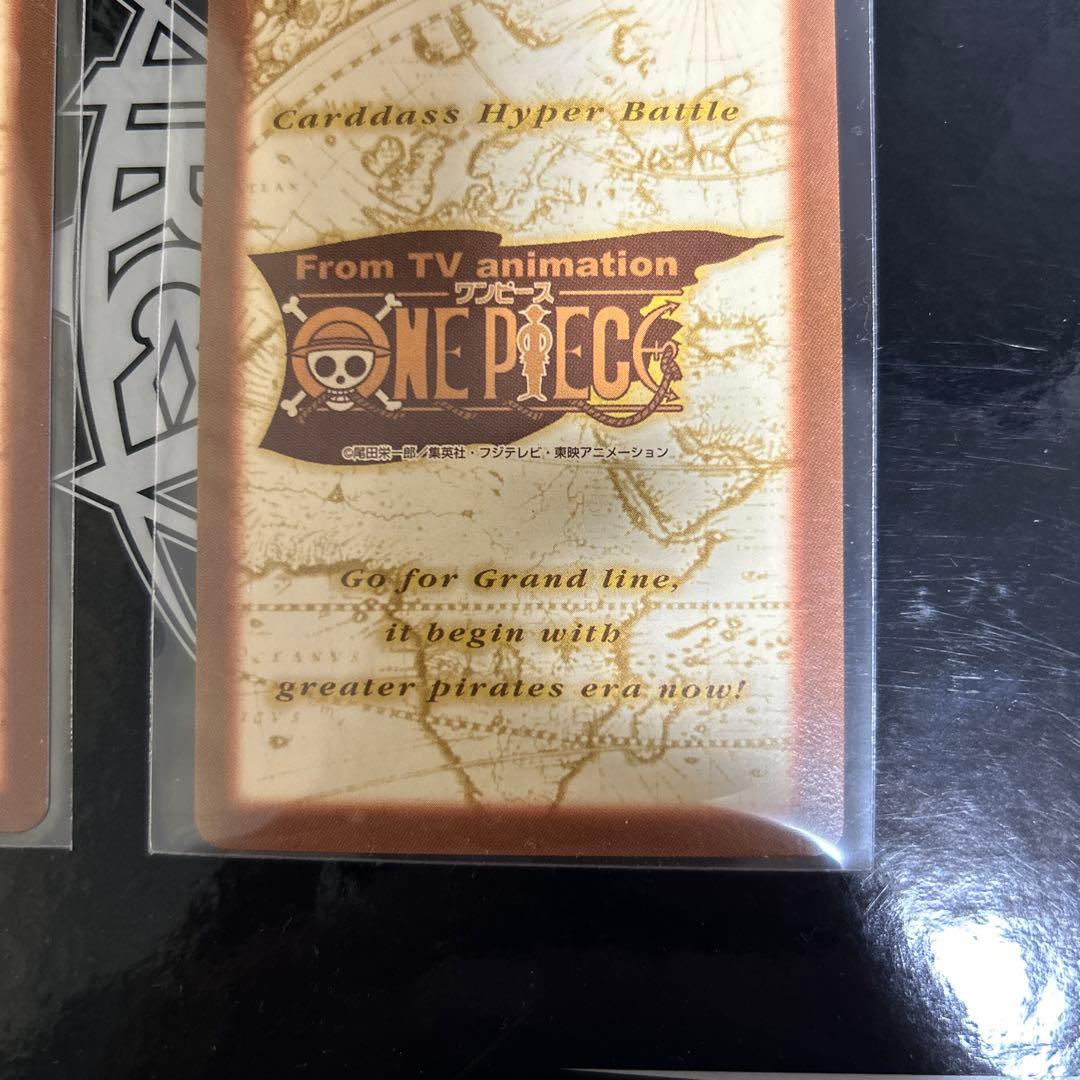 Carddass Hyper Battle
From TV animation
ワンピース
ONE PIECE
©尾田栄一郎/集英社・フジテレビ・東映アニメーション
Go for Grand line,
it begin with
greater pirates era now!